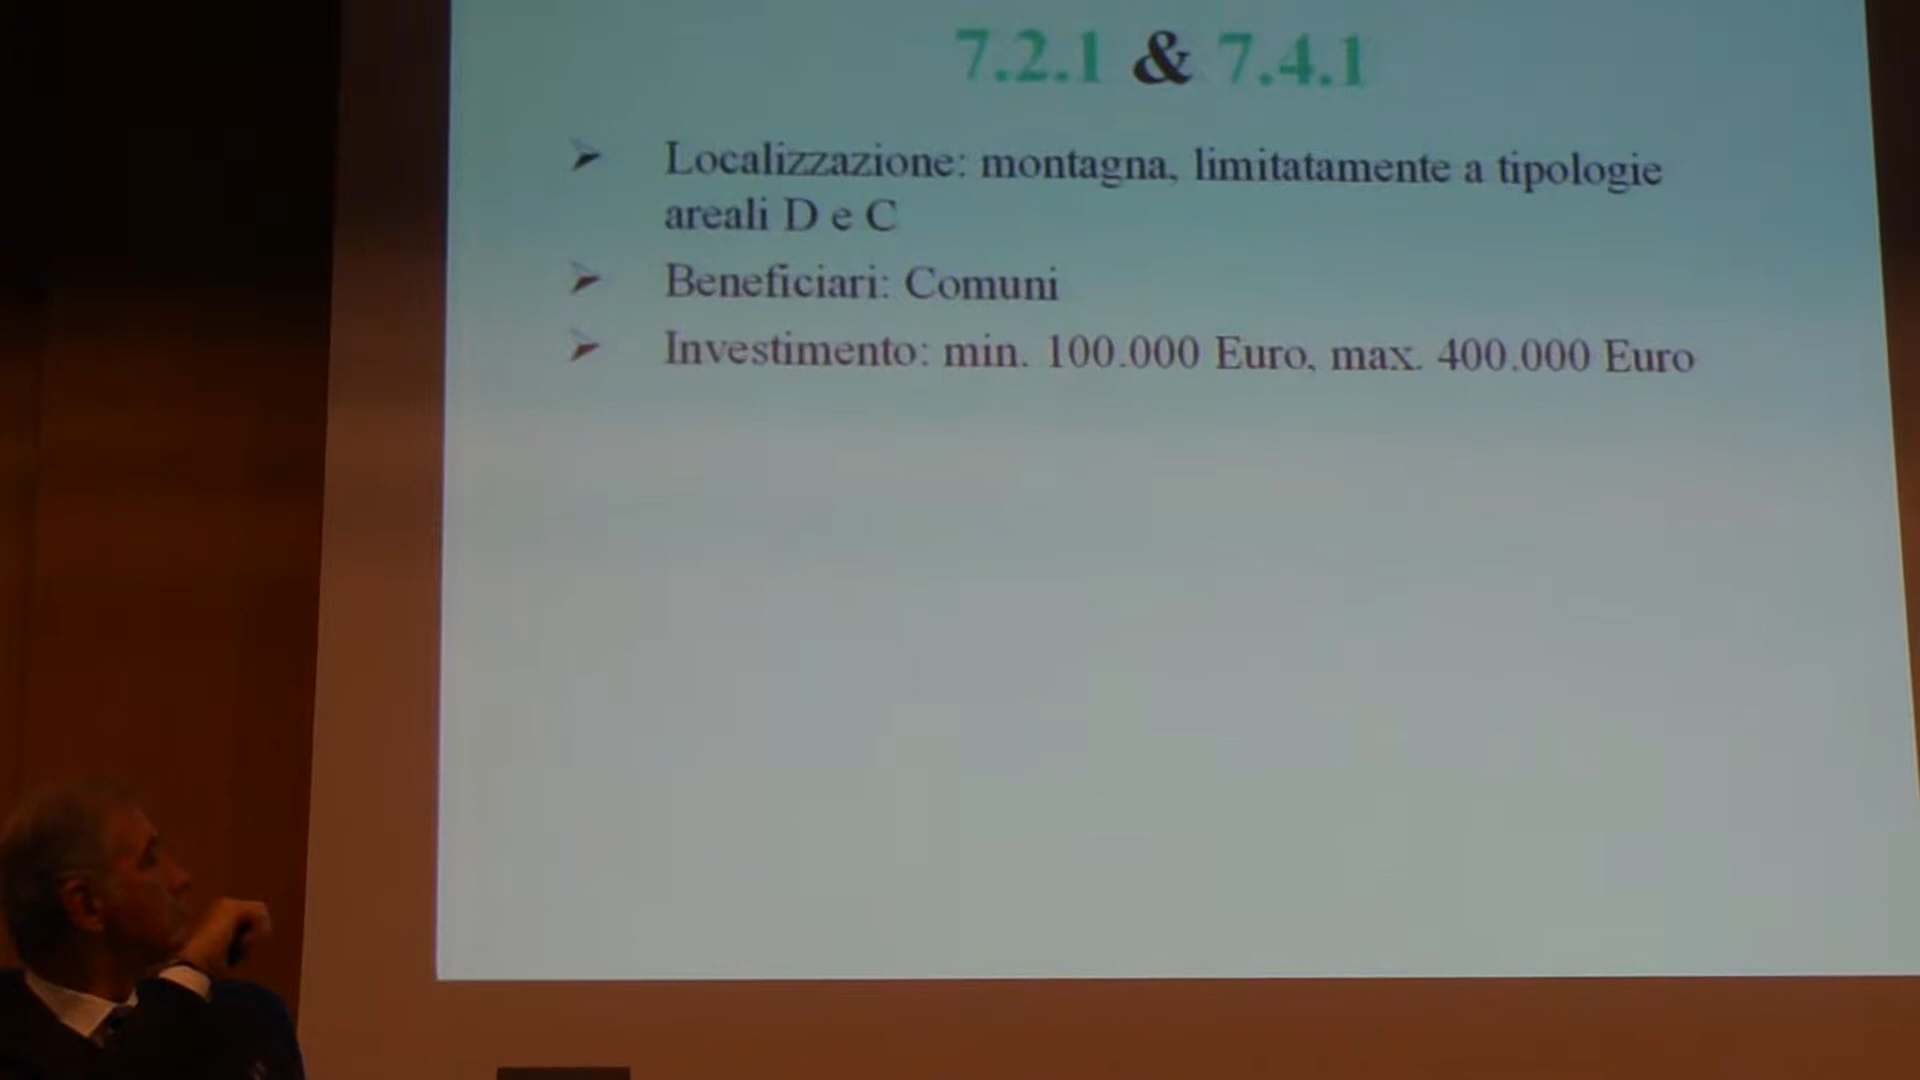 7.2.1 & 7.4.1
➢ Localizzazione: montagna, limitatamente a tipologie
areali D e C
➢ Beneficiari: Comuni
➢ Investimento: min. 100.000 Euro, max. 400.000 Euro